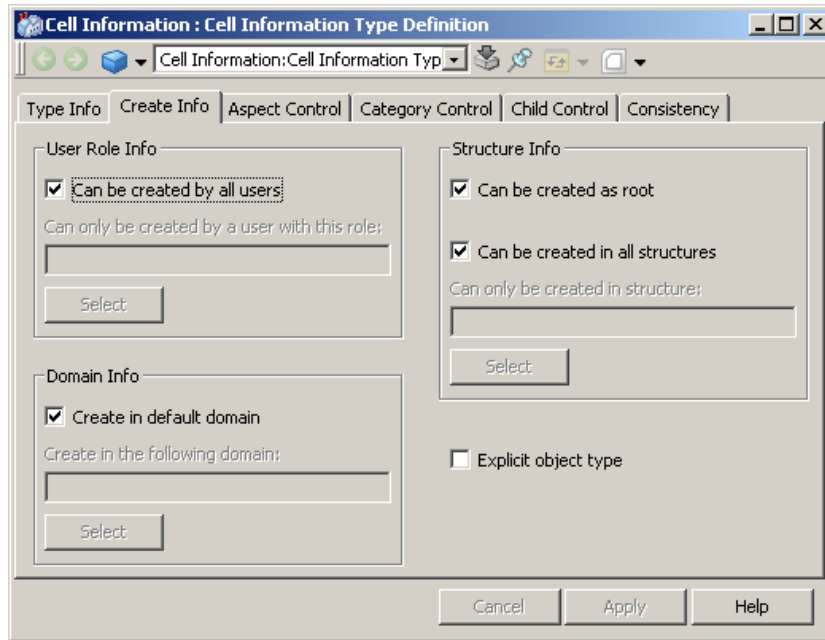 Cell Information : Cell Information Type Definition
Cell Information:Cell Information Typ
Type Info Create Info Aspect Control Category Control Child Control Consistency
User Role Info
Can be created by all users
Can only be created by a user with this role:
Select
Domain Info
Create in default domain
Create in the following domain:
Select
Structure Info
Can be created as root
Can be created in all structures
Can only be created in structure:
Select
Explicit object type
Cancel Apply Help